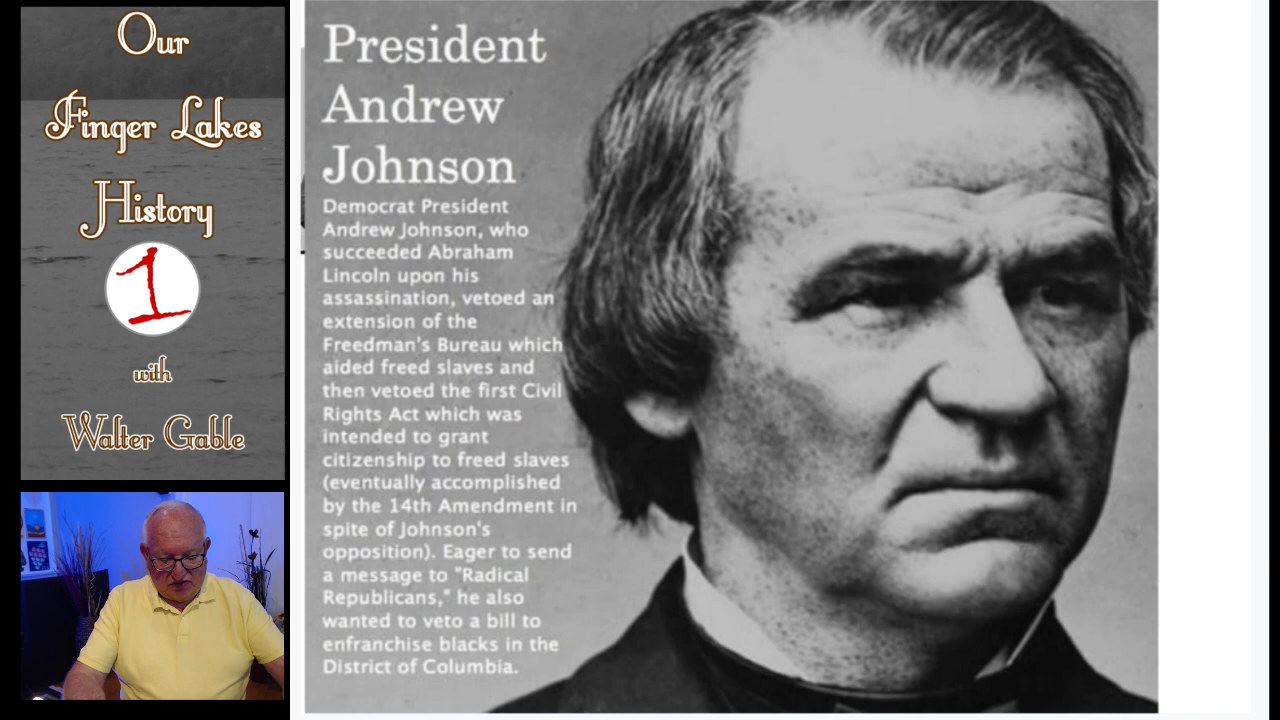 Our
Finger Lakes
History
1
with
Walter Gable
President
Andrew
Johnson
Democrat President
Andrew Johnson, who
succeeded Abraham
Lincoln upon his
assassination, vetoed an
extension of the
Freedman's Bureau which
aided freed slaves and
then vetoed the first Civil
Rights Act which was
intended to grant
citizenship to freed slaves
(eventually accomplished
by the 14th Amendment in
spite of Johnson's
opposition). Eager to send
a message to "Radical
Republicans," he also
wanted to veto a bill to
enfranchise blacks in the
District of Columbia.